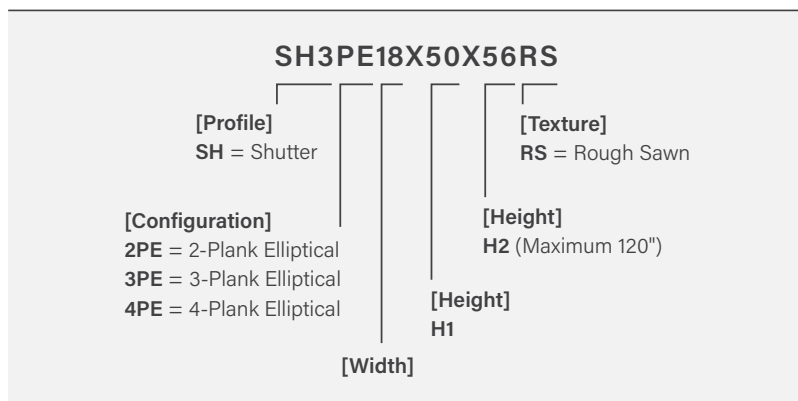 SH3PE18X50X56RS
[Profile]
SH = Shutter
[Texture]
RS = Rough Sawn
[Configuration]
2PE = 2-Plank Elliptical
3PE = 3-Plank Elliptical
4PE = 4-Plank Elliptical
[Height]
H2 (Maximum 120")
[Height]
H1
[Width]